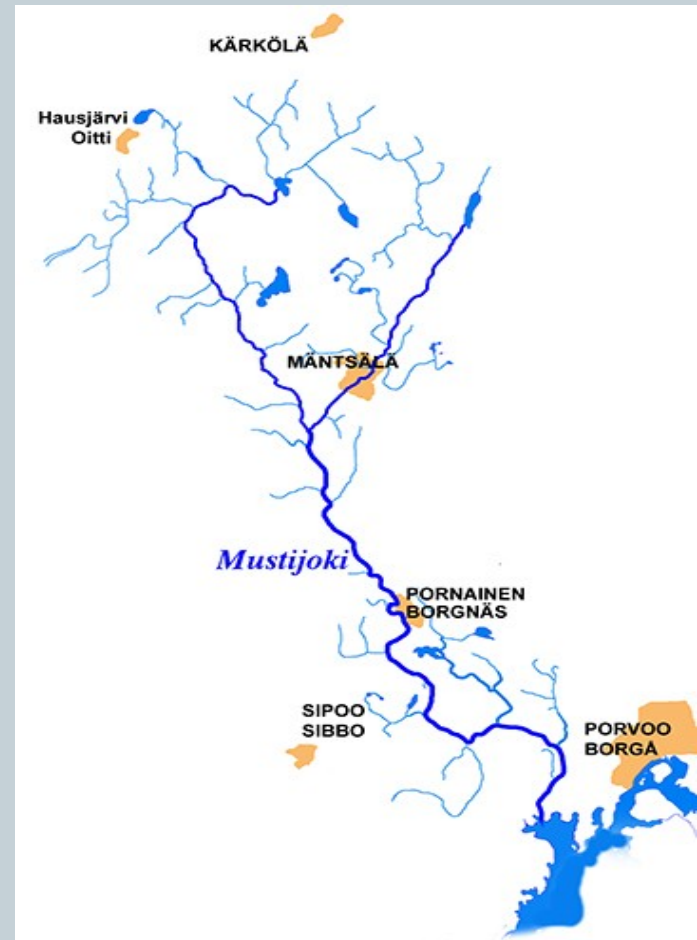 KÄRKÖLÄ
Hausjärvi
Oitti
MÄNTSÄLÄ
Mustijoki
PORNAINEN
BORGNÄS
SIPOO
SIBBO
PORVOO
BORGÅ